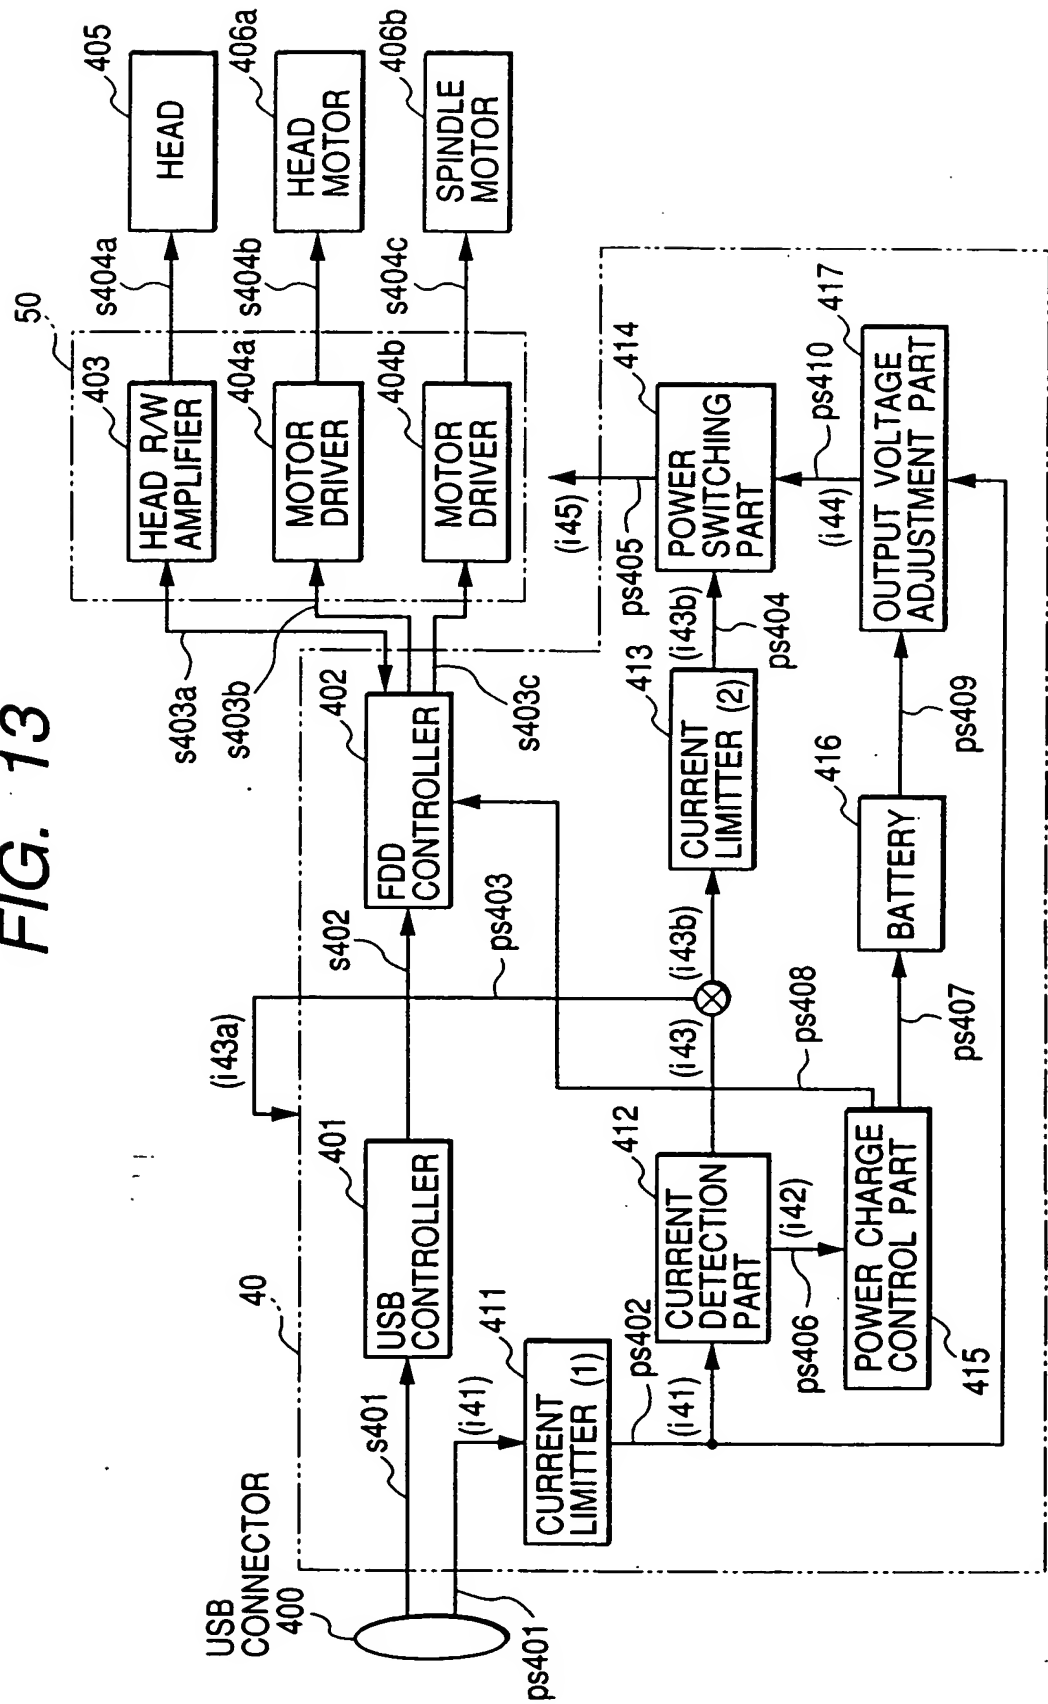 FIG. 13
USB
CONNECTOR
400
s401
ps401
40
USB
CONTROLLER
401
s402
(i43a)
ps403
FDD
CONTROLLER
402
s403a
s403b
s403c
50
HEAD R/W
AMPLIFIER
403
MOTOR
DRIVER
404a
MOTOR
DRIVER
404b
s404a
s404b
s404c
HEAD
405
HEAD
MOTOR
406a
SPINDLE
MOTOR
406b
(i41)
CURRENT
LIMITTER (1)
411
ps402
(i41)
CURRENT
DETECTION
PART
412
(i43)
(i43b)
CURRENT
LIMITTER (2)
413
(i43b)
ps404
POWER
SWITCHING
PART
414
(i45)
ps405
ps406
(i42)
POWER CHARGE
CONTROL PART
415
ps408
ps407
BATTERY
416
ps409
OUTPUT VOLTAGE
ADJUSTMENT PART
417
(i44)
ps410